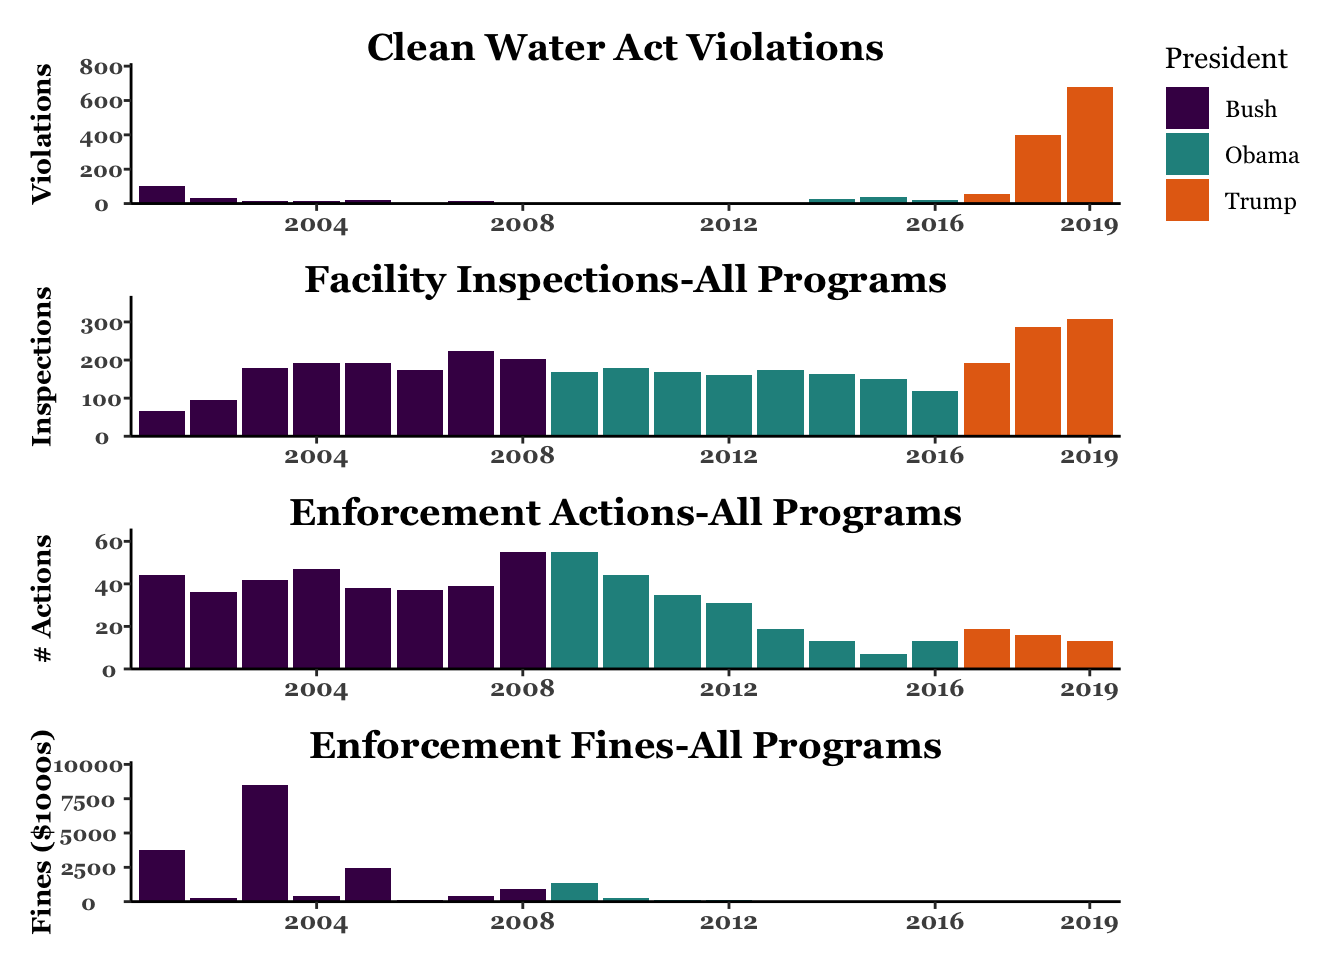 Clean Water Act Violations
Violations
800
600
400
200
0
2004 2008 2012 2016 2019
President
Bush
Obama
Trump
Facility Inspections-All Programs
Inspections
300
200
100
0
2004 2008 2012 2016 2019
Enforcement Actions-All Programs
# Actions
60
40
20
0
2004 2008 2012 2016 2019
Enforcement Fines-All Programs
Fines ($1000s)
10000
7500
5000
2500
0
2004 2008 2012 2016 2019